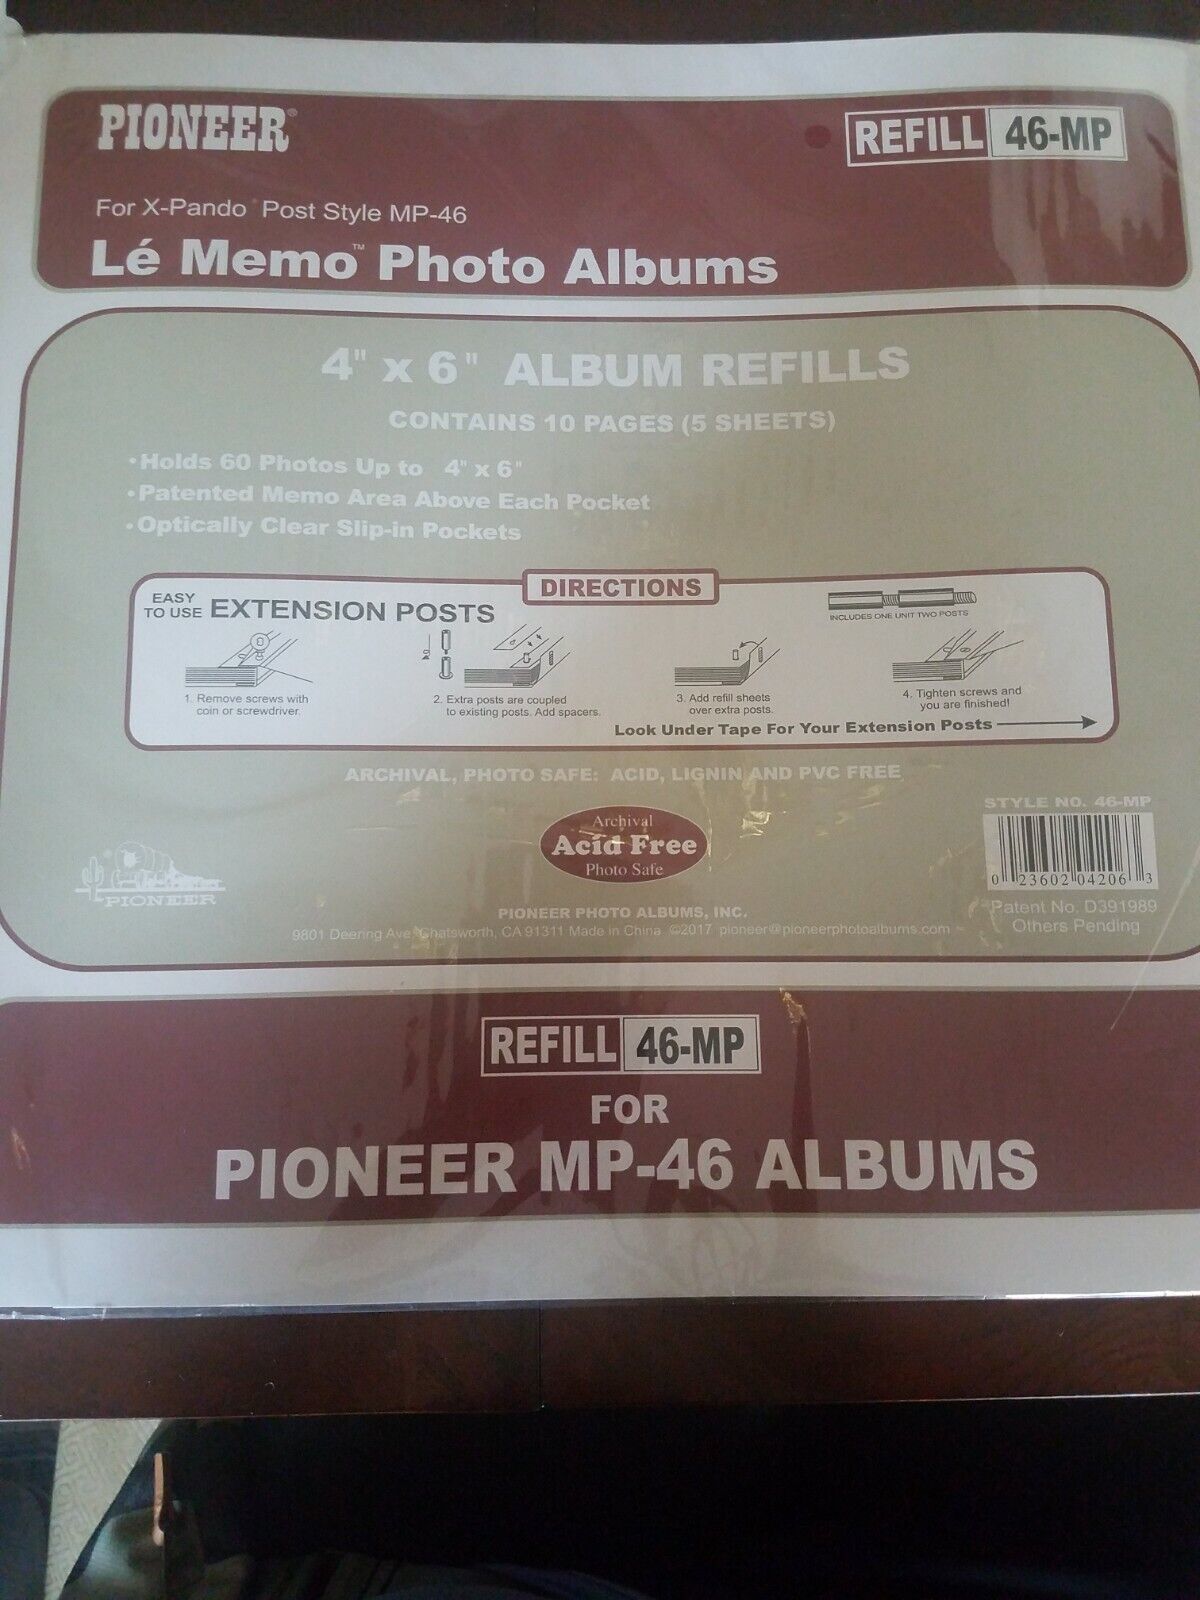 PIONEER®
REFILL 46-MP
For X-Pando Post Style MP-46
Lé Memo™ Photo Albums
4" x 6" ALBUM REFILLS
CONTAINS 10 PAGES (5 SHEETS)
•Holds 60 Photos Up to 4" x 6"
•Patented Memo Area Above Each Pocket
•Optically Clear Slip-in Pockets
DIRECTIONS
EASY
TO USE EXTENSION POSTS
INCLUDES ONE UNIT TWO POSTS
1. Remove screws with
coin or screwdriver.
2. Extra posts are coupled
to existing posts. Add spacers.
3. Add refill sheets
over extra posts.
4. Tighten screws and
you are finished!
Look Under Tape For Your Extension Posts
ARCHIVAL, PHOTO SAFE: ACID, LIGNIN AND PVC FREE
Archival
Acid Free
Photo Safe
STYLE NO. 46-MP
0 23602 04206 3
Patent No. D391989
Others Pending
PIONEER
PIONEER PHOTO ALBUMS, INC.
9801 Deering Ave. Chatsworth, CA 91311 Made in China ©2017 pioneer@pioneerphotoalbums.com
REFILL 46-MP
FOR
PIONEER MP-46 ALBUMS